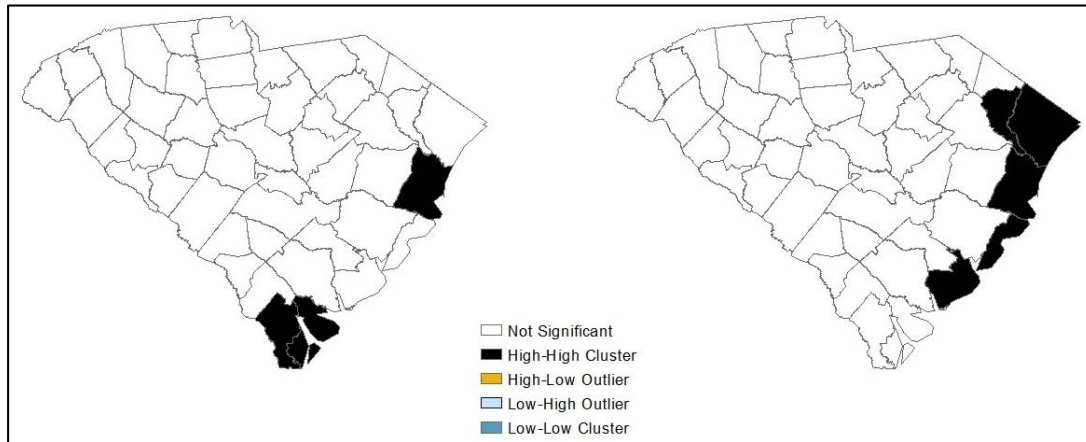 Not Significant
High-High Cluster
High-Low Outlier
Low-High Outlier
Low-Low Cluster